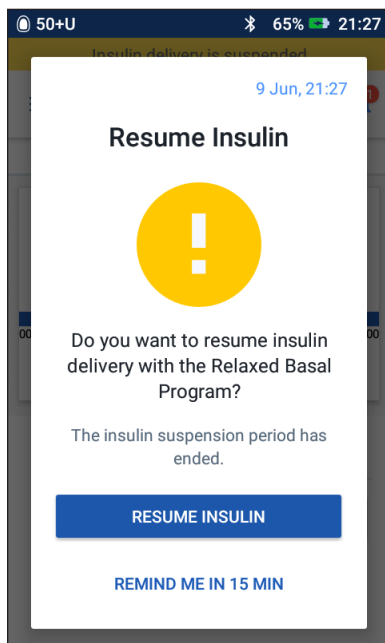 50+U 65% 21:27
Insulin delivery is suspended
9 Jun, 21:27
Resume Insulin
Do you want to resume insulin
delivery with the Relaxed Basal
Program?
The insulin suspension period has
ended.
RESUME INSULIN
REMIND ME IN 15 MIN